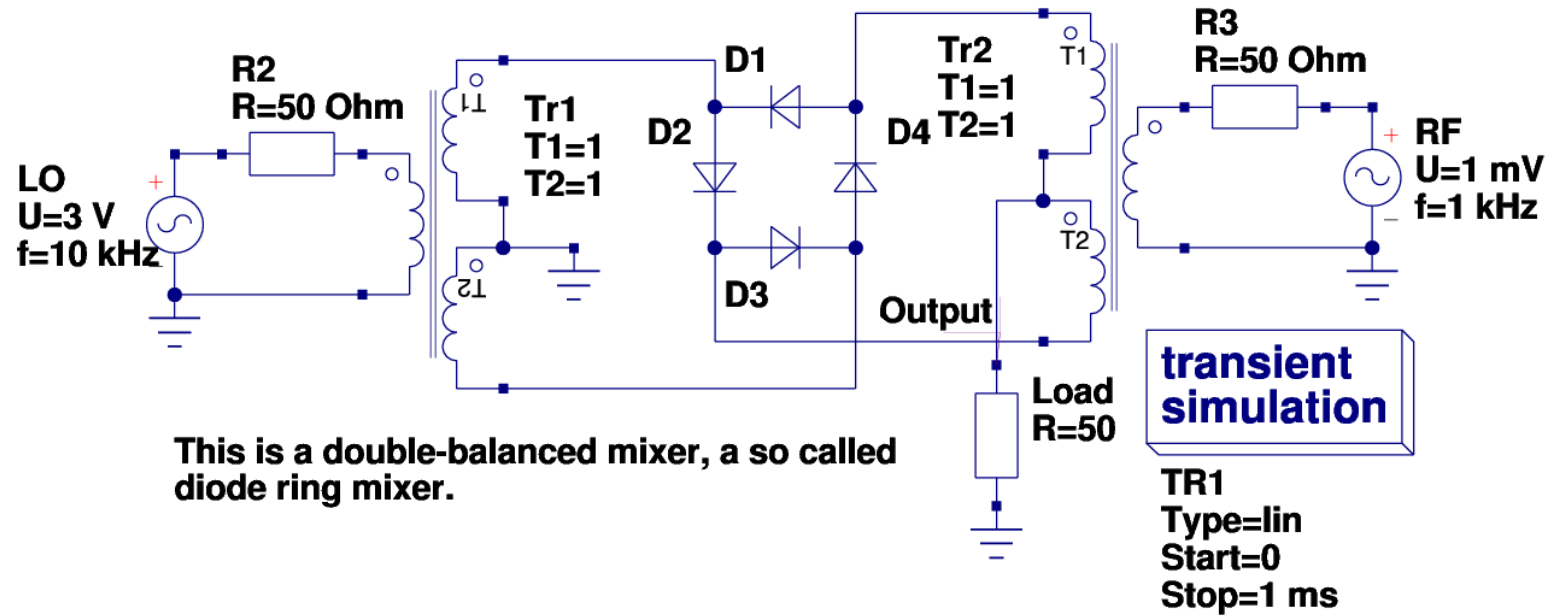 R2
R=50 Ohm
LO
U=3 V
f=10 kHz
+
-
T1
T2
Tr1
T1=1
T2=1
D1
D2
D3
D4
Tr2
T1=1
T2=1
T1
T2
R3
R=50 Ohm
+
RF
U=1 mV
f=1 kHz
–
Output
Load
R=50
This is a double-balanced mixer, a so called
diode ring mixer.
transient
simulation
TR1
Type=lin
Start=0
Stop=1 ms